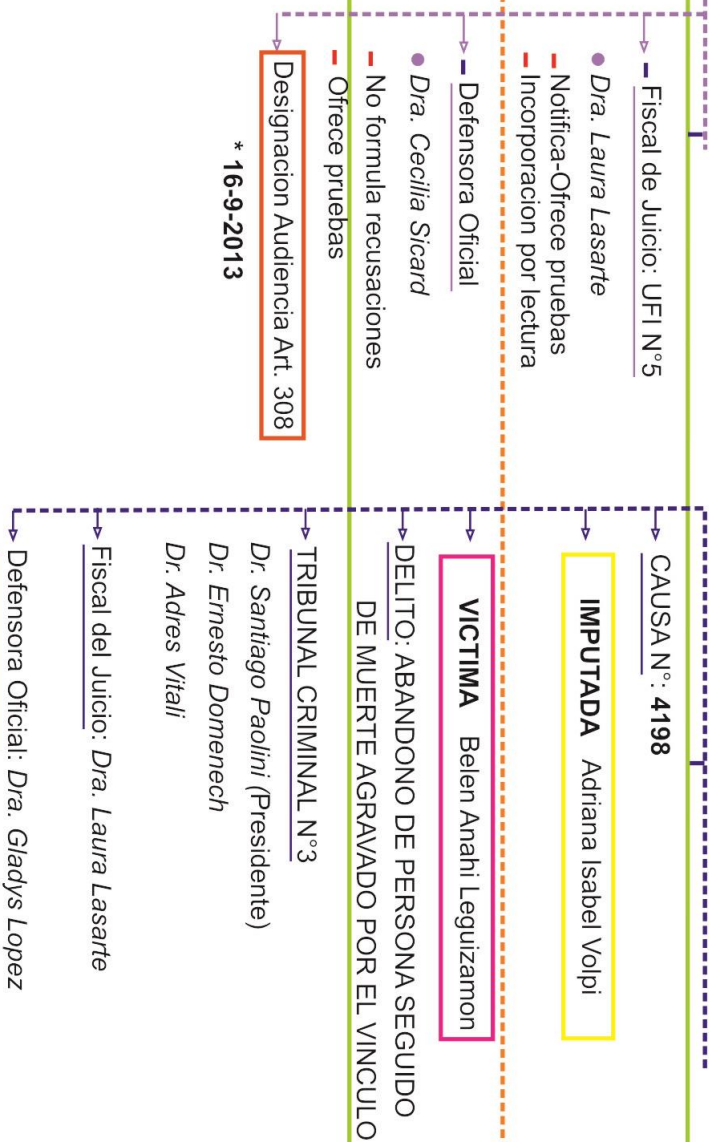 - Fiscal de Juicio: UFI N°5
• Dra. Laura Lasarte
- Notifica-Ofrece pruebas
- Incorporacion por lectura
- Defensora Oficial
• Dra. Cecilia Sicard
- No formula recusaciones
- Ofrece pruebas
Designacion Audiencia Art. 308
* 16-9-2013
CAUSA N°: 4198
IMPUTADA Adriana Isabel Volpi
VICTIMA Belen Anahi Leguizamon
DELITO: ABANDONO DE PERSONA SEGUIDO
DE MUERTE AGRAVADO POR EL VINCULO
TRIBUNAL CRIMINAL N°3
Dr. Santiago Paolini (Presidente)
Dr. Ernesto Domenech
Dr. Adres Vitali
Fiscal del Juicio: Dra. Laura Lasarte
Defensora Oficial: Dra. Gladys Lopez